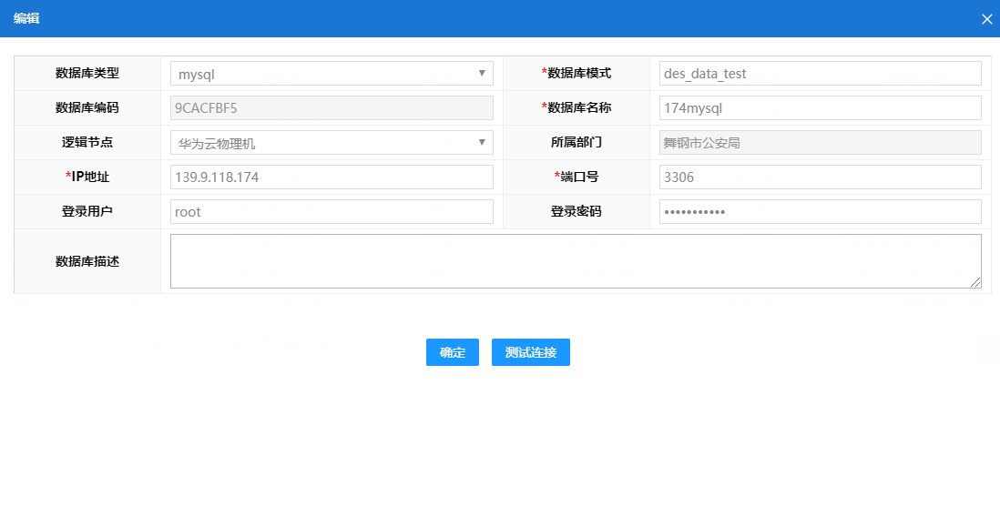 编辑
数据库类型 mysql *数据库模式 des_data_test
数据库编码 9CACFBF5 *数据库名称 174mysql
逻辑节点 华为云物理机 所属部门 舞钢市公安局
*IP地址 139.9.118.174 *端口号 3306
登录用户 root 登录密码 •••••••••••
数据库描述
确定 测试连接